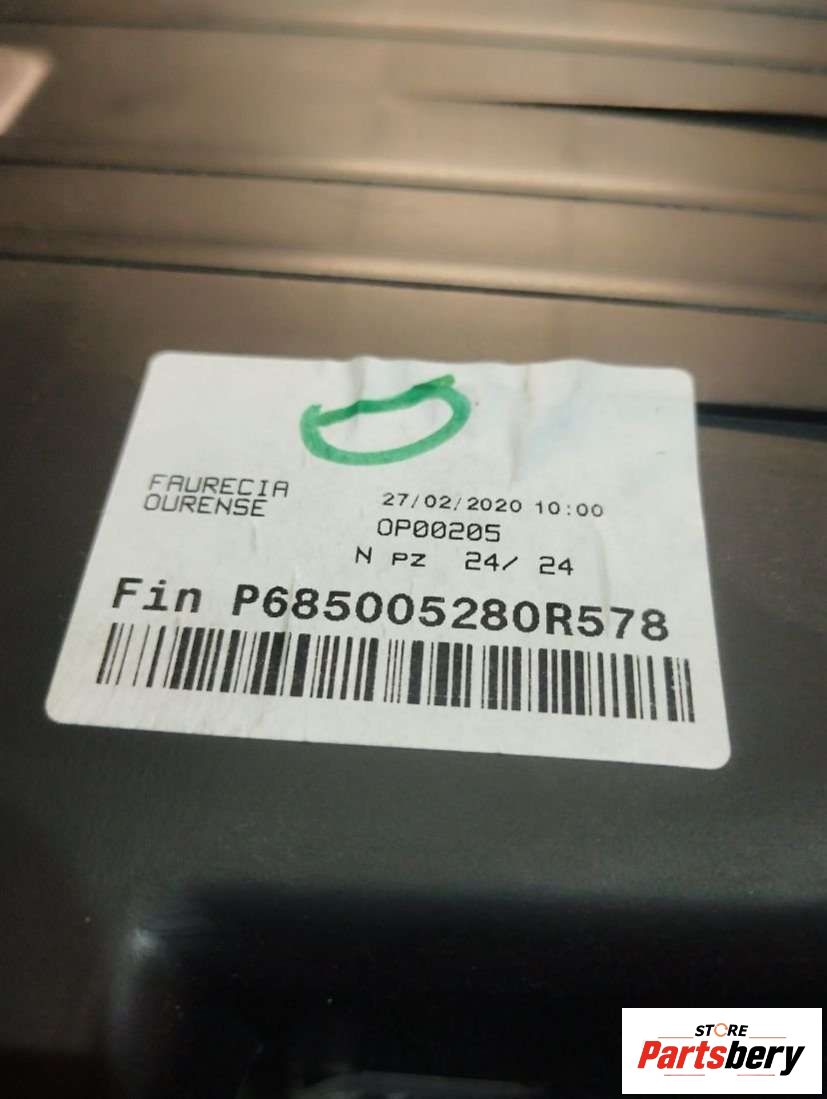 FAURECIA
OURENSE
27/02/2020 10:00
OP00205
N PZ 24/ 24
Fin P685005280R578
STORE
Partsbery